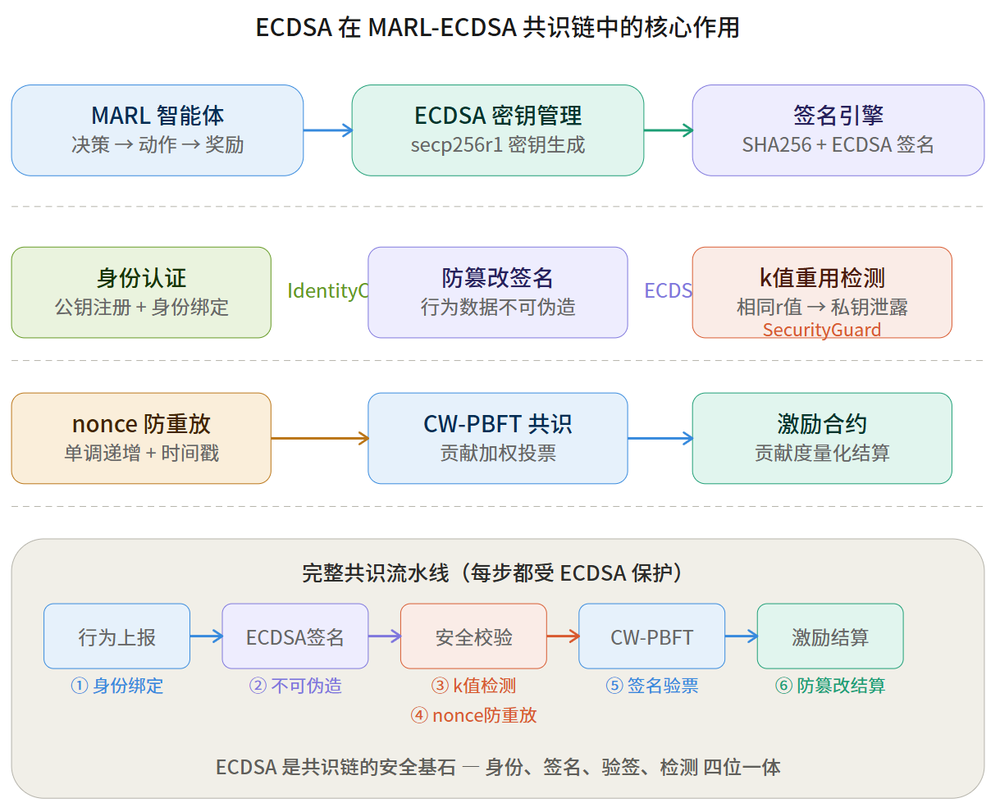 ECDSA 在 MARL-ECDSA 共识链中的核心作用
MARL 智能体
决策 → 动作 → 奖励
ECDSA 密钥管理
secp256r1 密钥生成
签名引擎
SHA256 + ECDSA 签名
身份认证
公钥注册 + 身份绑定
IdentityC
防篡改签名
行为数据不可伪造
ECDS
k值重用检测
相同r值 → 私钥泄露
SecurityGuard
nonce 防重放
单调递增 + 时间戳
CW-PBFT 共识
贡献加权投票
激励合约
贡献度量化结算
完整共识流水线（每步都受 ECDSA 保护）
行为上报
ECDSA签名
安全校验
CW-PBFT
激励结算
① 身份绑定
② 不可伪造
③ k值检测
⑤ 签名验票
⑥ 防篡改结算
④ nonce防重放
ECDSA 是共识链的安全基石 — 身份、签名、验签、检测 四位一体